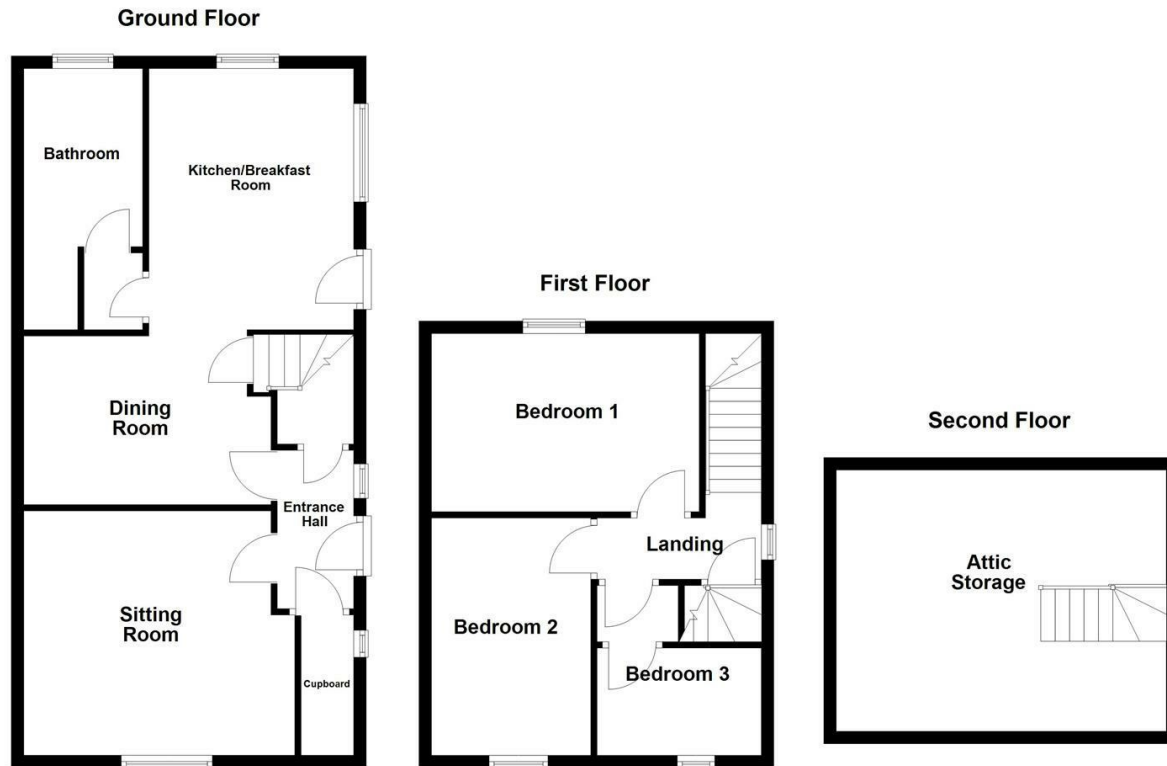 Ground Floor
Bathroom
Kitchen/Breakfast
Room
Dining
Room
Entrance
Hall
Sitting
Room
Cupboard
First Floor
Bedroom 1
Landing
Bedroom 2
Bedroom 3
Second Floor
Attic
Storage